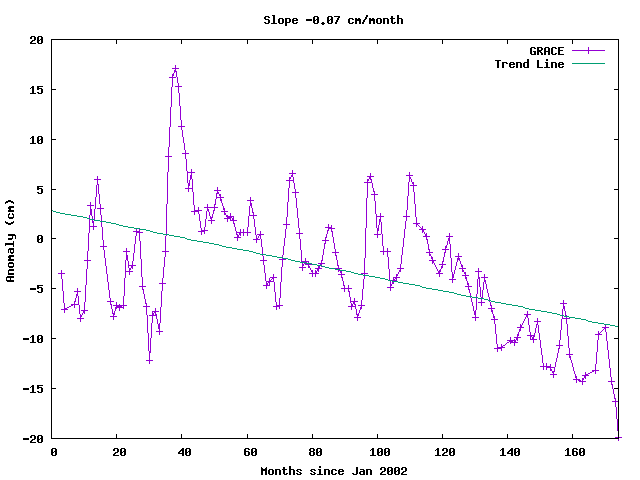 Slope -0.07 cm/month
GRACE
Trend Line
20
15
10
5
0
-5
-10
-15
-20
Anomaly (cm)
0 20 40 60 80 100 120 140 160
Months since Jan 2002